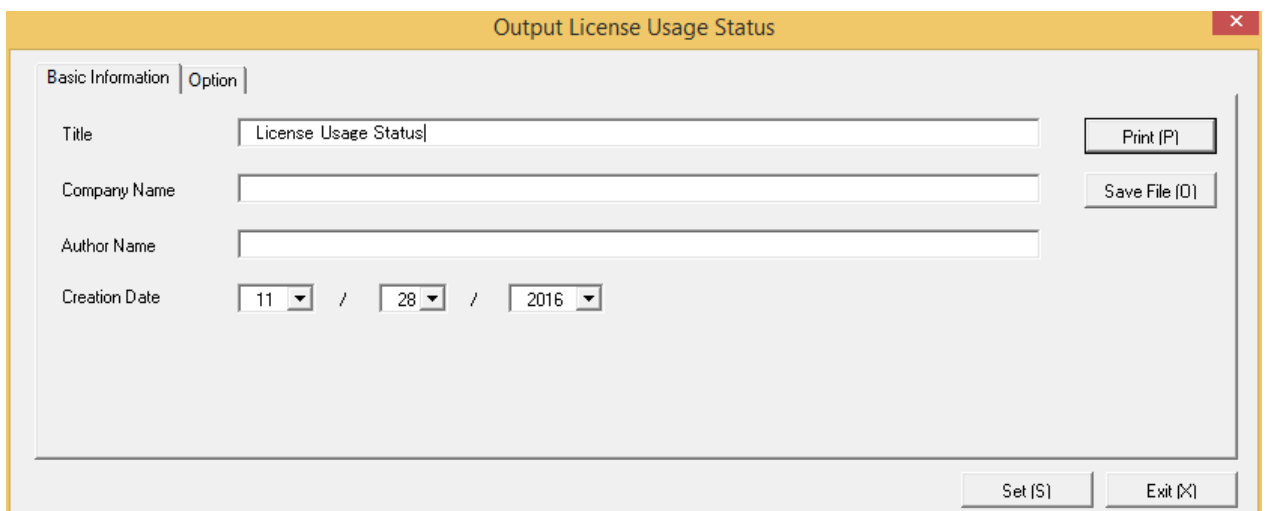 Output License Usage Status
Basic Information Option
Title License Usage Status Print (P)
Company Name Save File (O)
Author Name
Creation Date 11 / 28 / 2016
Set (S) Exit (X)